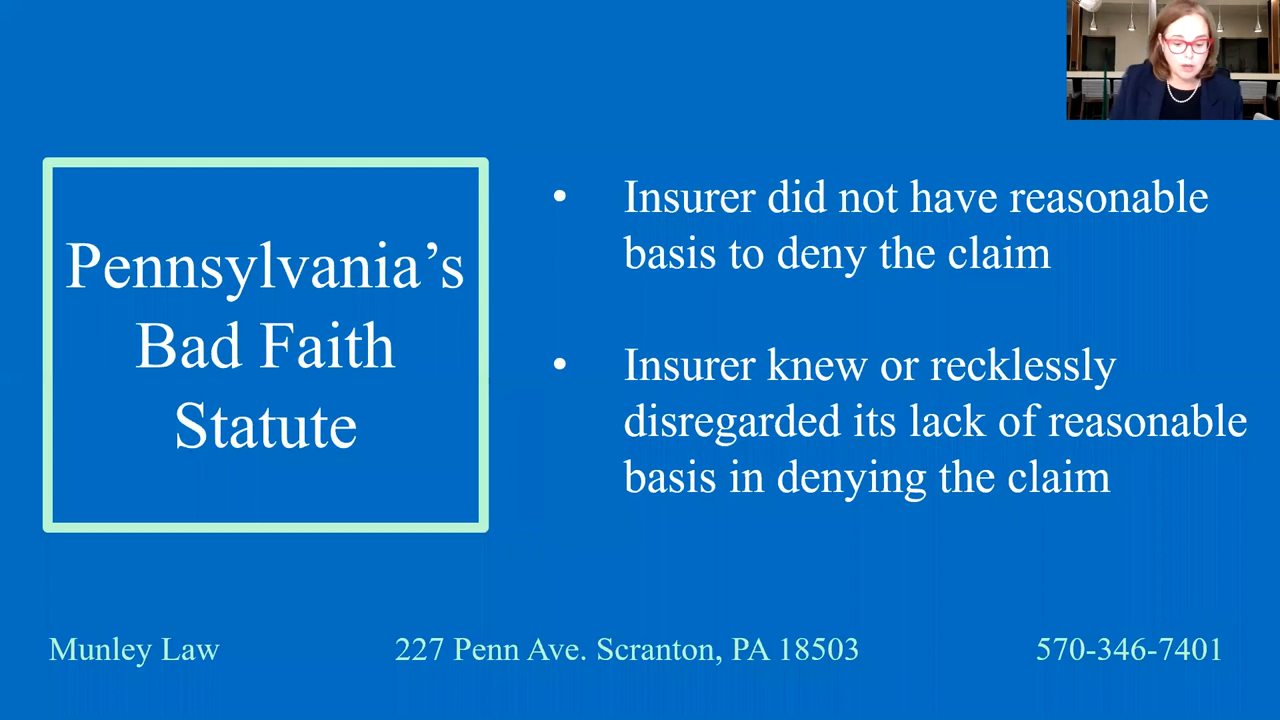 Pennsylvania’s
Bad Faith
Statute
• Insurer did not have reasonable
basis to deny the claim
• Insurer knew or recklessly
disregarded its lack of reasonable
basis in denying the claim
Munley Law 227 Penn Ave. Scranton, PA 18503 570-346-7401